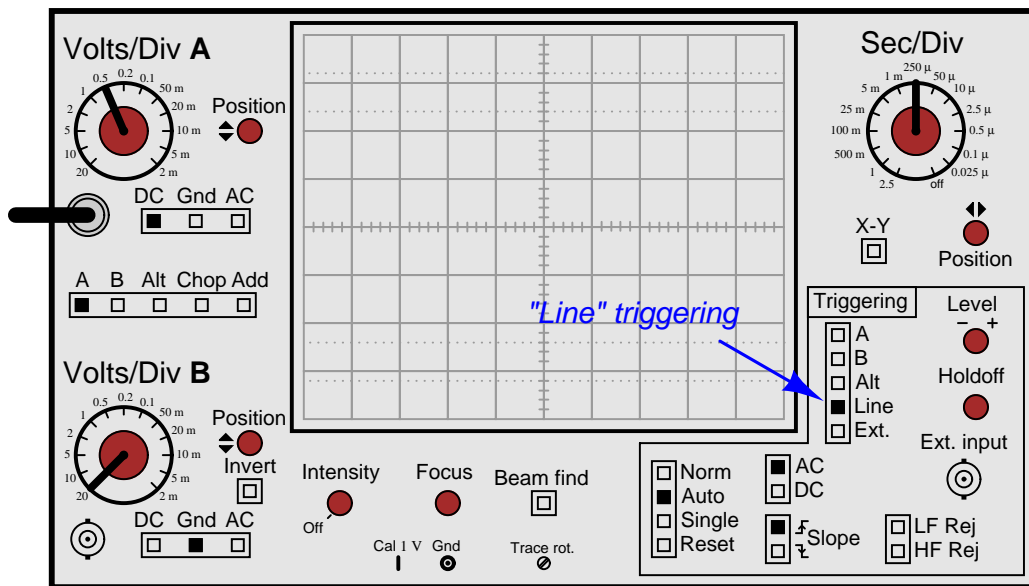 Volts/Div A
0.5 0.2 0.1
1 50 m
2 20 m
5 10 m
10 5 m
20 2 m
Position
DC Gnd AC
A B Alt Chop Add
Volts/Div B
0.5 0.2 0.1
1 50 m
2 20 m
5 10 m
10 5 m
20 2 m
Position
Invert
DC Gnd AC
"Line" triggering
Intensity
Off
Focus
Beam find
Cal 1 V Gnd
Trace rot.
Sec/Div
250 µ
1 m 50 µ
5 m 10 µ
25 m 2.5 µ
100 m 0.5 µ
500 m 0.1 µ
1 0.025 µ
2.5 off
X-Y
Position
Triggering
A
B
Alt
Line
Ext.
Level
– +
Holdoff
Ext. input
Norm
Auto
Single
Reset
AC
DC
Slope
LF Rej
HF Rej